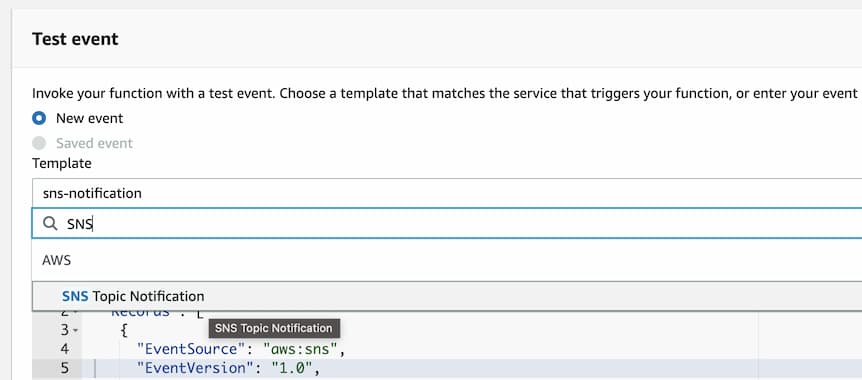 Test event
Invoke your function with a test event. Choose a template that matches the service that triggers your function, or enter your event
New event
Saved event
Template
sns-notification
SNS
AWS
SNS Topic Notification
2 "Records": [
SNS Topic Notification
3 {
4 "EventSource": "aws:sns",
5 "EventVersion": "1.0",